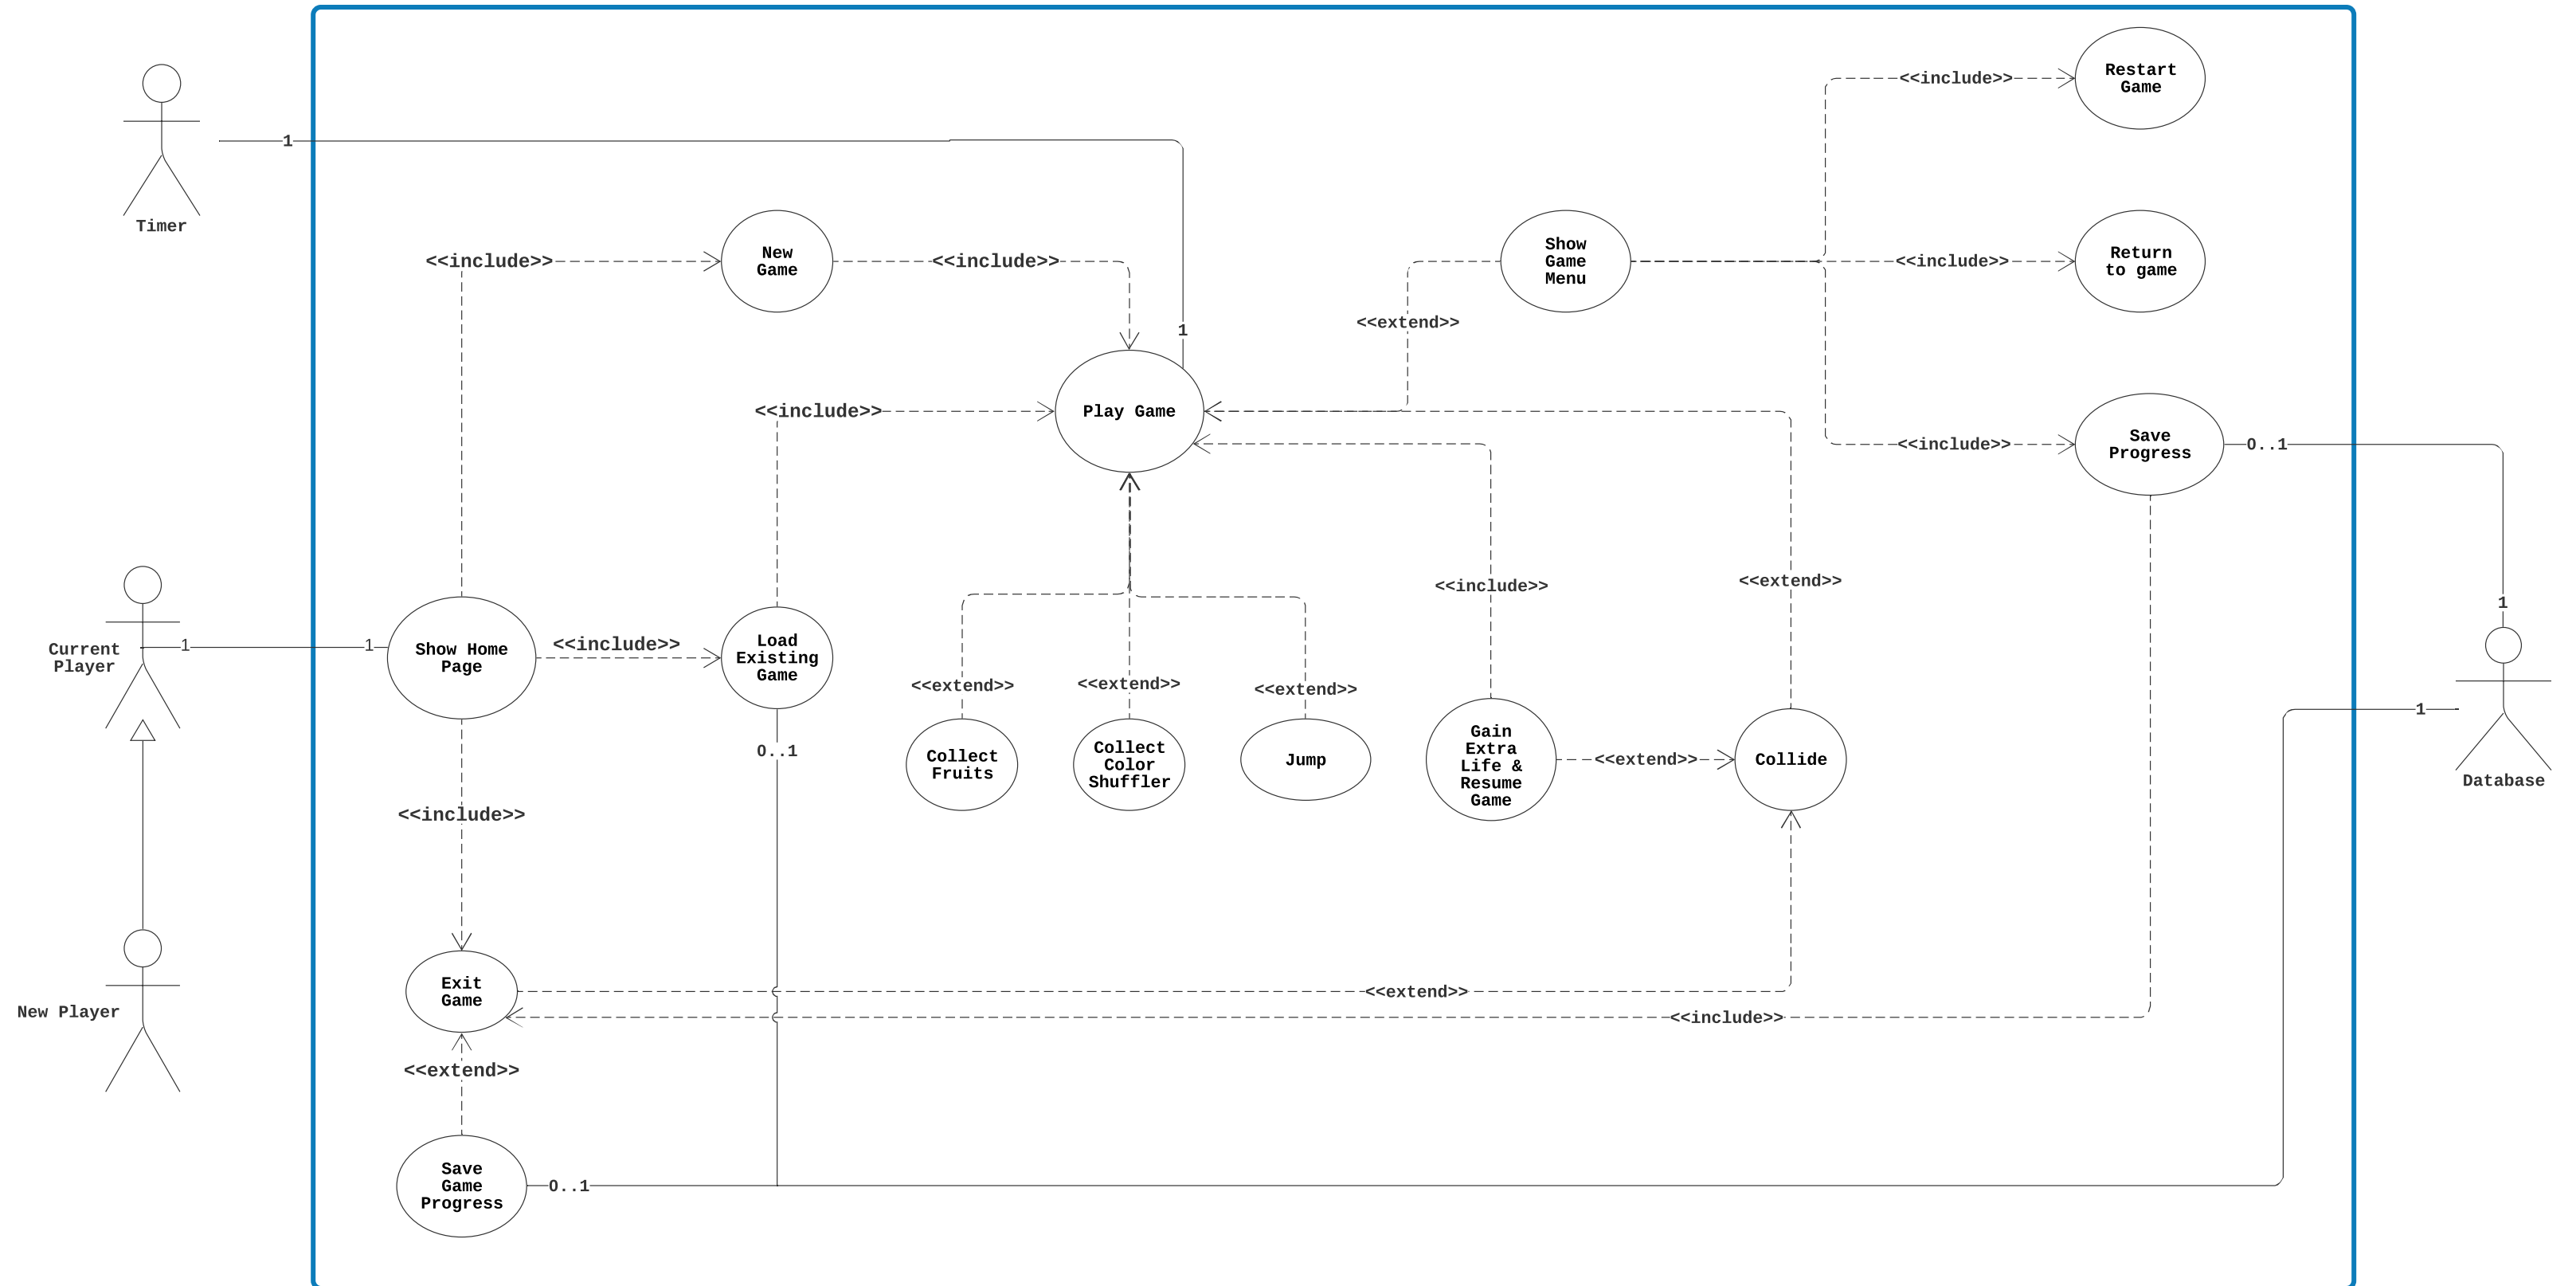 <<include>>
Restart
Game
1
Timer
<<include>>
New
Game
<<include>>
Show
Game
Menu
<<include>>
Return
to game
<<extend>>
1
<<include>>
Play Game
<<include>>
Save
Progress
0..1
<<include>>
<<extend>>
1
Current
Player
1
1
Show Home
Page
<<include>>
Load
Existing
Game
<<extend>>
<<extend>>
<<extend>>
1
0..1
Collect
Fruits
Collect
Color
Shuffler
Jump
Gain
Extra
Life &
Resume
Game
<<extend>>
Collide
Database
<<include>>
Exit
Game
<<extend>>
New Player
<<include>>
<<extend>>
Save
Game
Progress
0..1